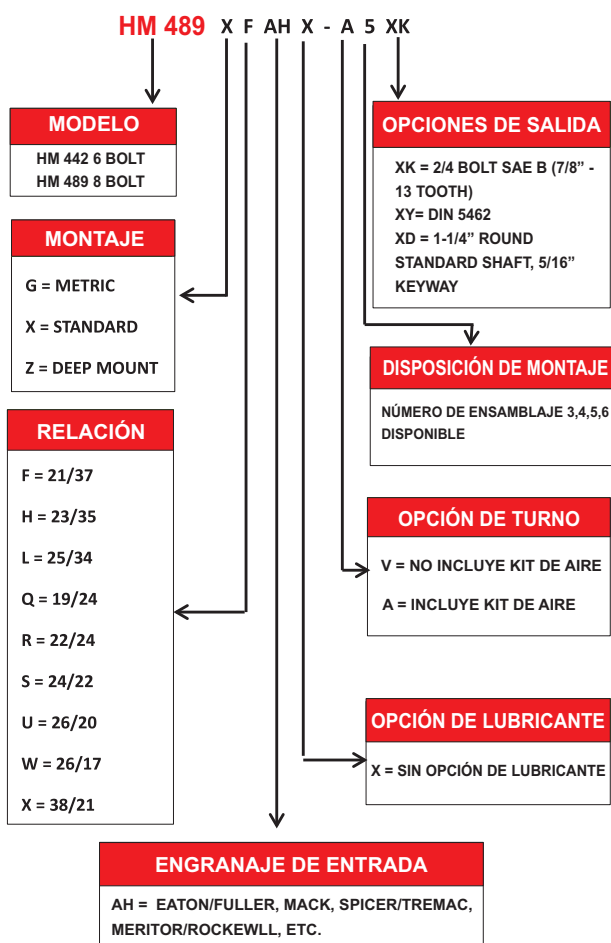 HM 489 X F AH X - A 5 XK
MODELO
HM 442 6 BOLT
HM 489 8 BOLT
MONTAJE
G = METRIC
X = STANDARD
Z = DEEP MOUNT
RELACIÓN
F = 21/37
H = 23/35
L = 25/34
Q = 19/24
R = 22/24
S = 24/22
U = 26/20
W = 26/17
X = 38/21
OPCIONES DE SALIDA
XK = 2/4 BOLT SAE B (7/8” -
13 TOOTH)
XY= DIN 5462
XD = 1-1/4” ROUND
STANDARD SHAFT, 5/16”
KEYWAY
DISPOSICIÓN DE MONTAJE
NÚMERO DE ENSAMBLAJE 3,4,5,6
DISPONIBLE
OPCIÓN DE TURNO
V = NO INCLUYE KIT DE AIRE
A = INCLUYE KIT DE AIRE
OPCIÓN DE LUBRICANTE
X = SIN OPCIÓN DE LUBRICANTE
ENGRANAJE DE ENTRADA
AH = EATON/FULLER, MACK, SPICER/TREMAC,
MERITOR/ROCKEWLL, ETC.